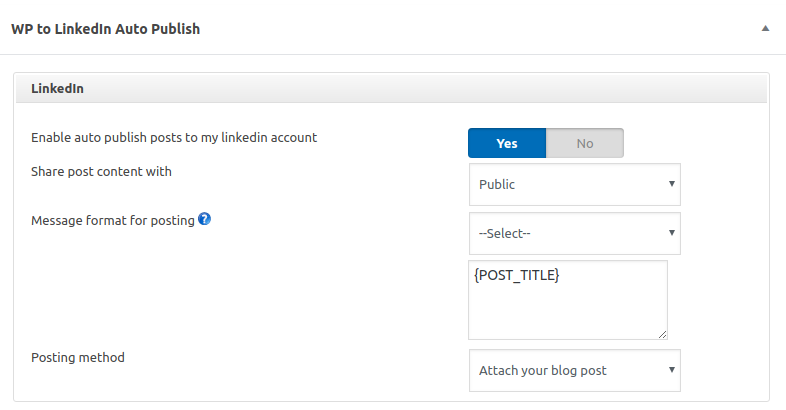 WP to LinkedIn Auto Publish
LinkedIn
Enable auto publish posts to my linkedin account
Yes No
Share post content with
Public
Message format for posting ?
--Select--
{POST_TITLE}
Posting method
Attach your blog post